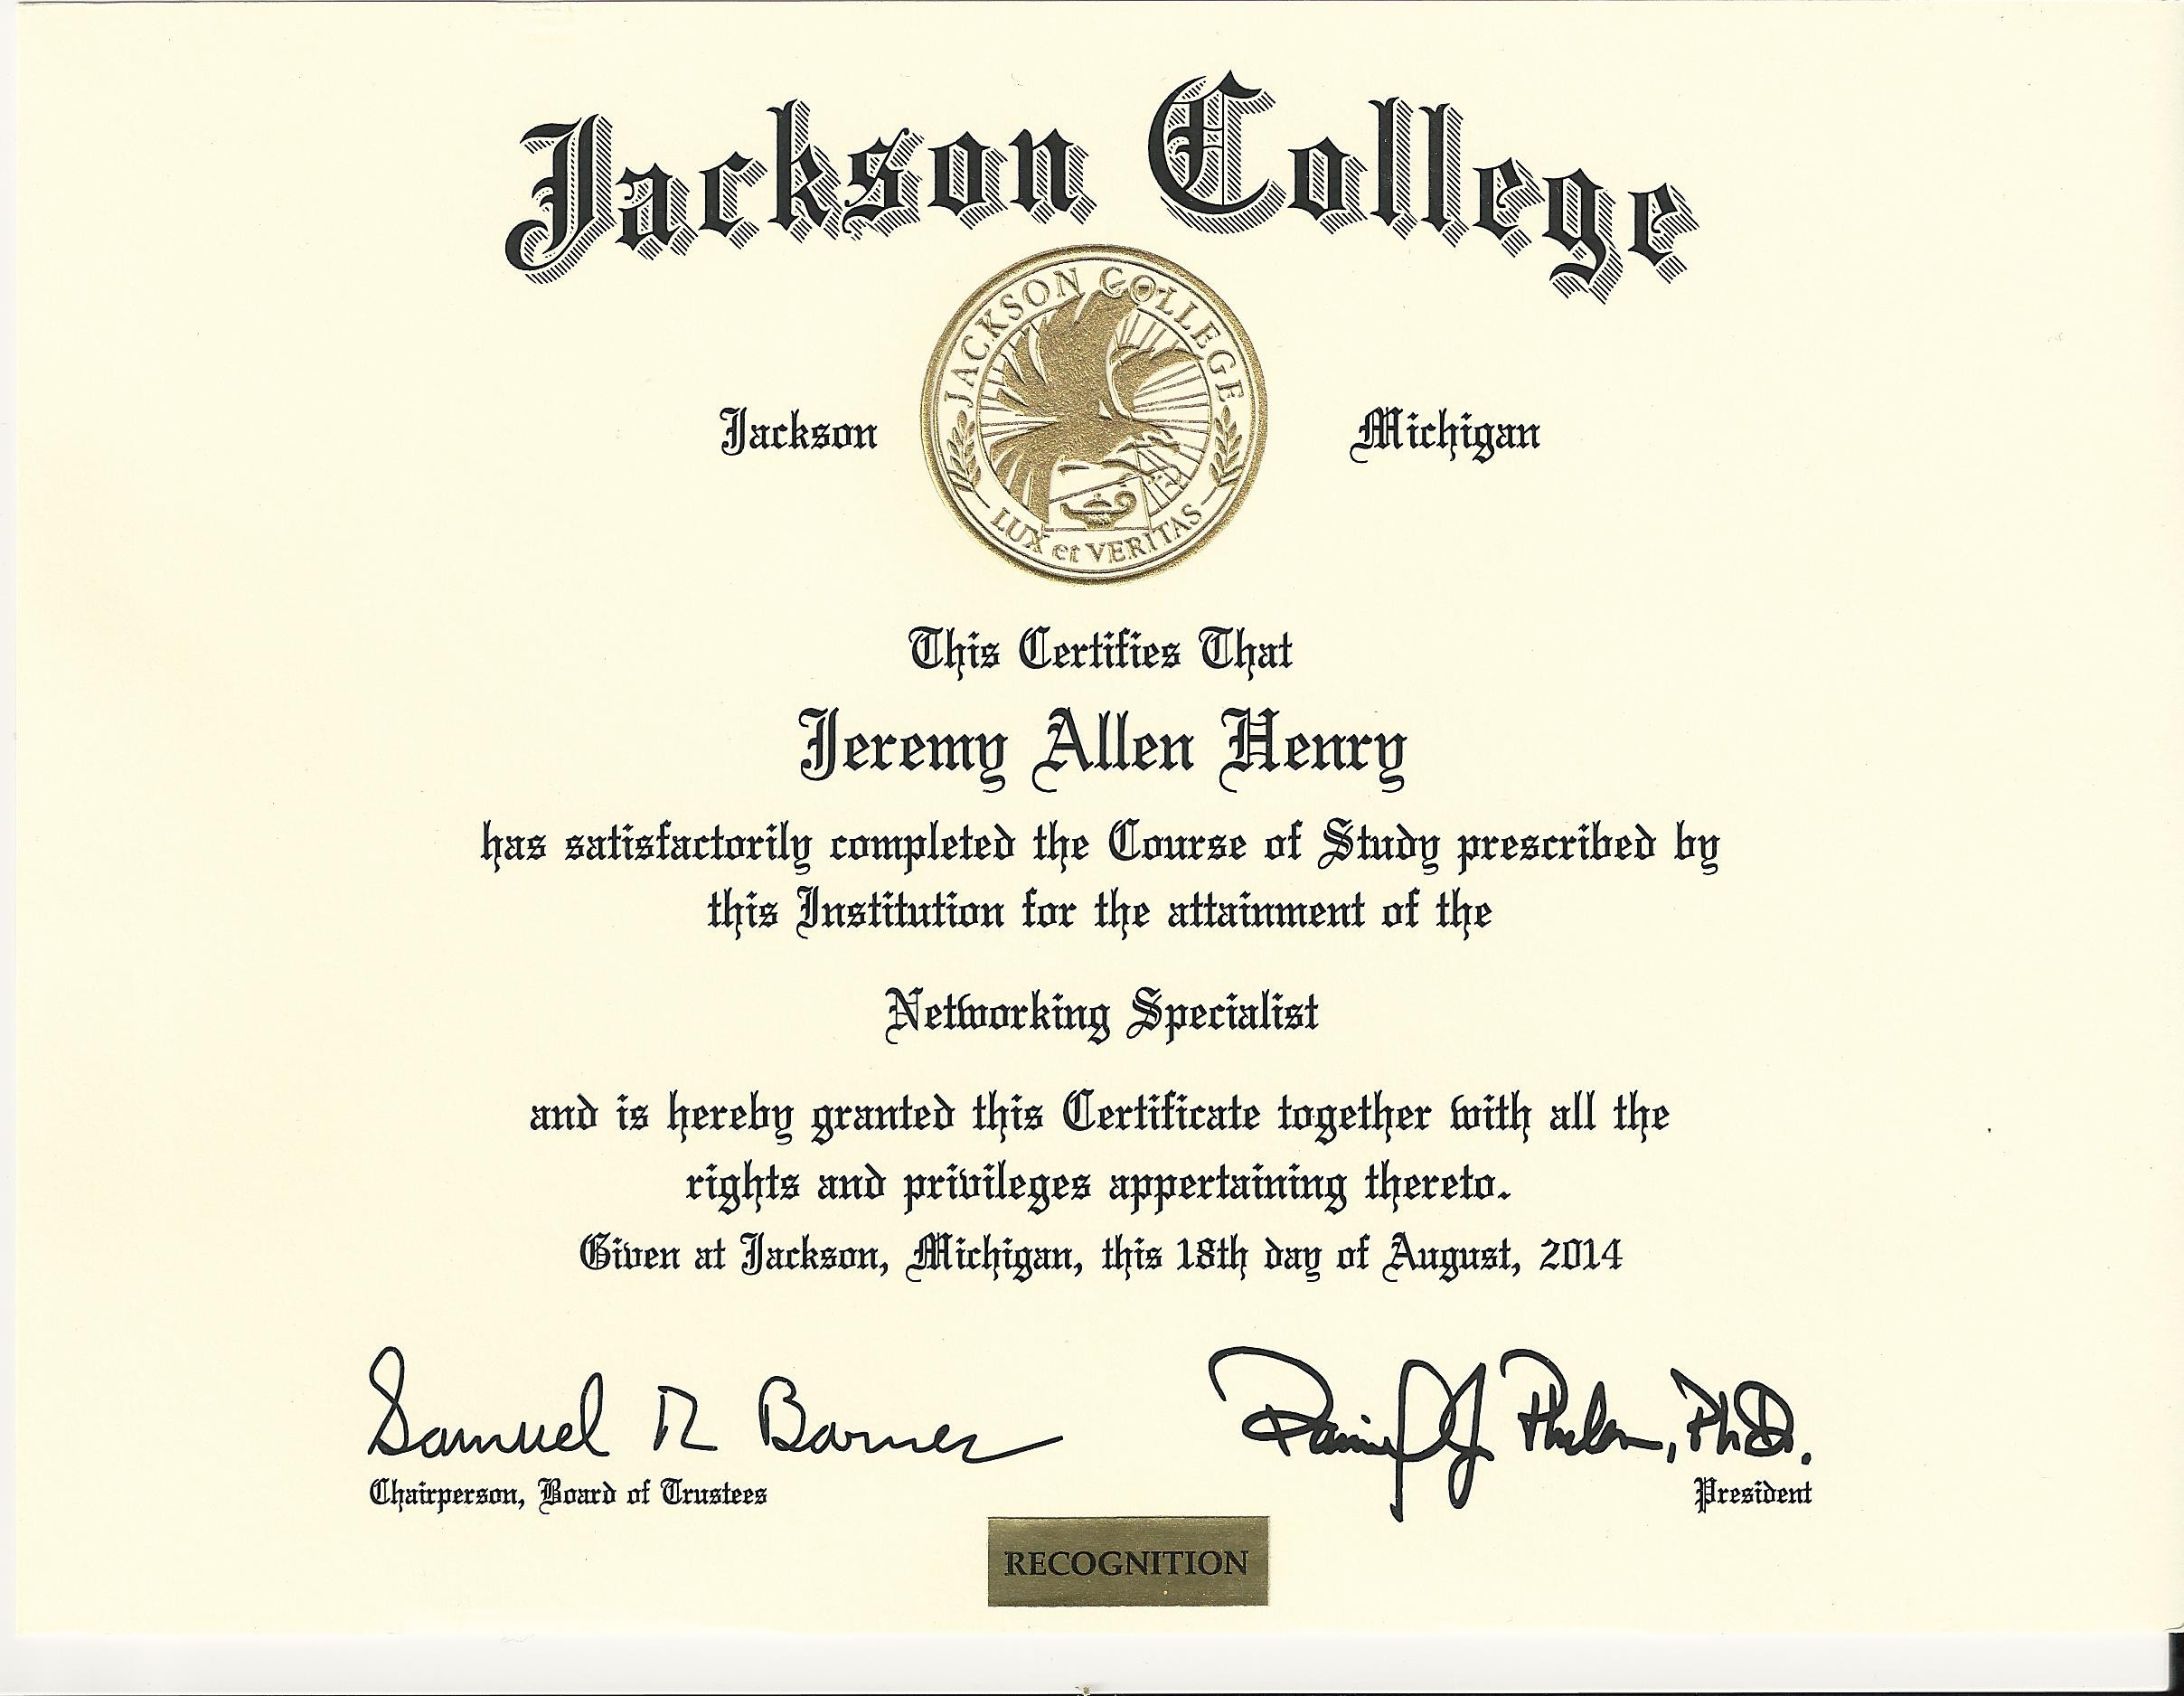 Jackson College
JACKSON COLLEGE
Jackson Michigan
LUX et VERITAS
This Certifies That
Jeremy Allen Henry
has satisfactorily completed the Course of Study prescribed by
this Institution for the attainment of the
Networking Specialist
and is hereby granted this Certificate together with all the
rights and privileges appertaining thereto.
Given at Jackson, Michigan, this 18th day of August, 2014
Samuel R Barnes Daniel J Phelan, Ph.D.
Chairperson, Board of Trustees President
RECOGNITION